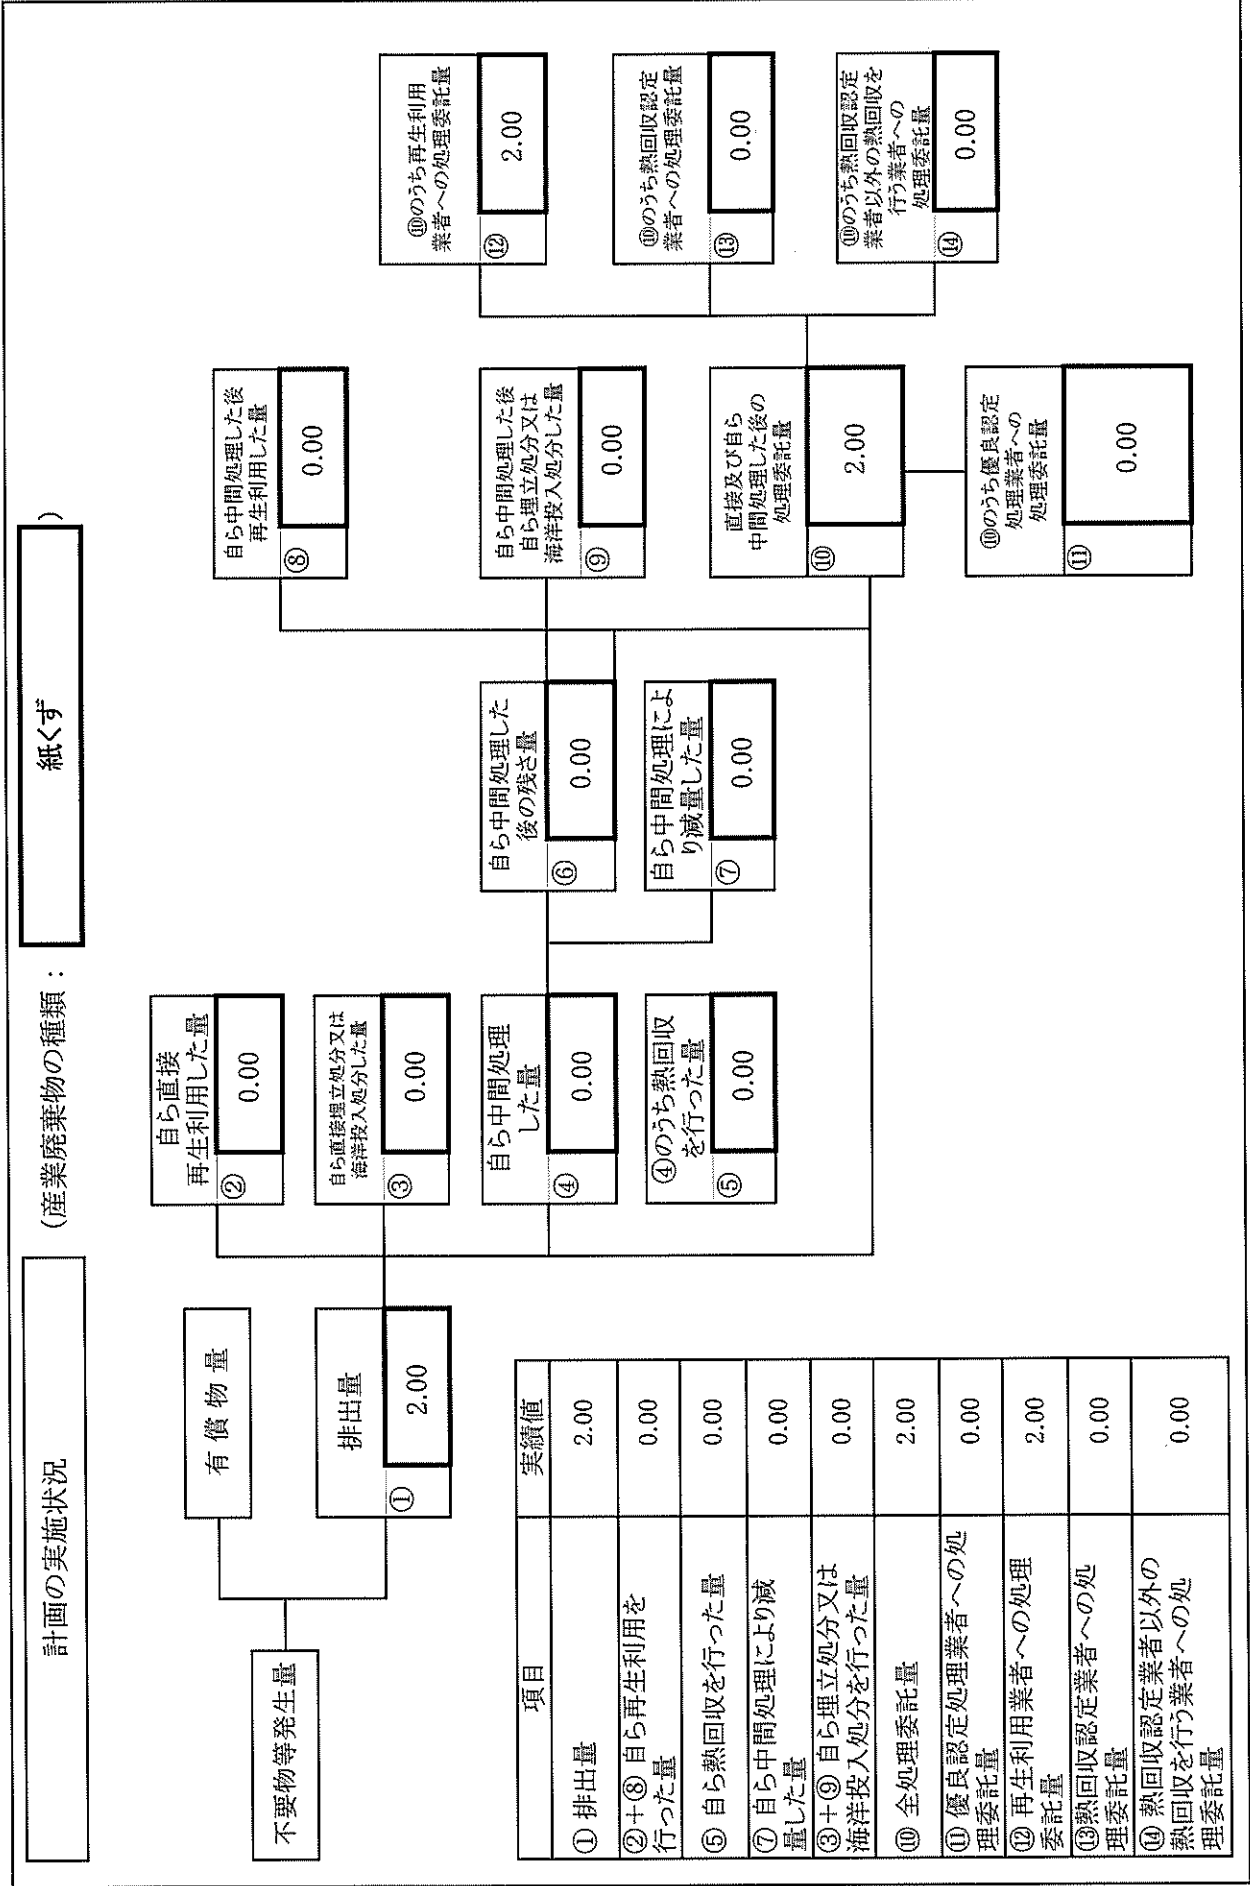 計画の実施状況
(産業廃棄物の種類:
紙くず
)
不要物等発生量
有償物量
排出量
①
2.00
自ら直接
再生利用した量
②
0.00
自ら直接埋立処分又は
海洋投入処分した量
③
0.00
自ら中間処理
した量
④
0.00
④のうち熱回収
を行った量
⑤
0.00
自ら中間処理した
後の残さ量
⑥
0.00
自ら中間処理によ
り減量した量
⑦
0.00
自ら中間処理した後
再生利用した量
⑧
0.00
自ら中間処理した後
自ら埋立処分又は
海洋投入処分した量
⑨
0.00
直接及び自ら
中間処理した後の
処理委託量
⑩
2.00
⑩のうち優良認定
処理業者への
処理委託量
⑪
0.00
⑩のうち再生利用
業者への処理委託量
⑫
2.00
⑩のうち熱回収認定
業者への処理委託量
⑬
0.00
⑩のうち熱回収認定
業者以外の熱回収を
行う業者への
処理委託量
⑭
0.00
項目
実績値
①排出量
2.00
②+⑧ 自ら再生利用を
行った量
0.00
⑤ 自ら熱回収を行った量
0.00
⑦ 自ら中間処理により減
量した量
0.00
③+⑨ 自ら埋立処分又は
海洋投入処分を行った量
0.00
⑩ 全処理委託量
2.00
⑪ 優良認定処理業者への処
理委託量
0.00
⑫ 再生利用業者への処理
委託量
2.00
⑬熱回収認定業者への処
理委託量
0.00
⑭ 熱回収認定業者以外の
熱回収を行う業者への処
理委託量
0.00